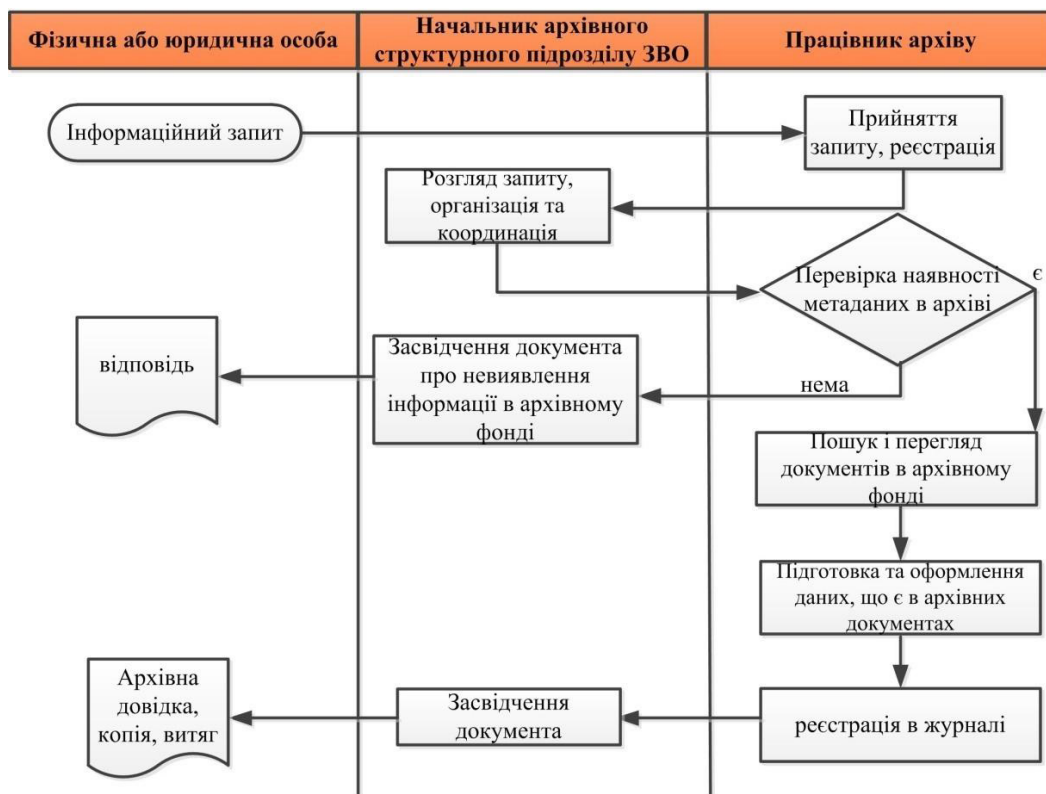 Фізична або юридична особа
Начальник архівного
структурного підрозділу ЗВО
Працівник архіву
Інформаційний запит
Прийняття
запиту, реєстрація
Розгляд запиту,
організація та
координація
Перевірка наявності
метаданих в архіві
є
нема
Засвідчення документа
про невиявлення
інформації в архівному
фонді
відповідь
Пошук і перегляд
документів в архівному
фонді
Підготовка та оформлення
даних, що є в архівних
документах
реєстрація в журналі
Засвідчення
документа
Архівна
довідка,
копія, витяг